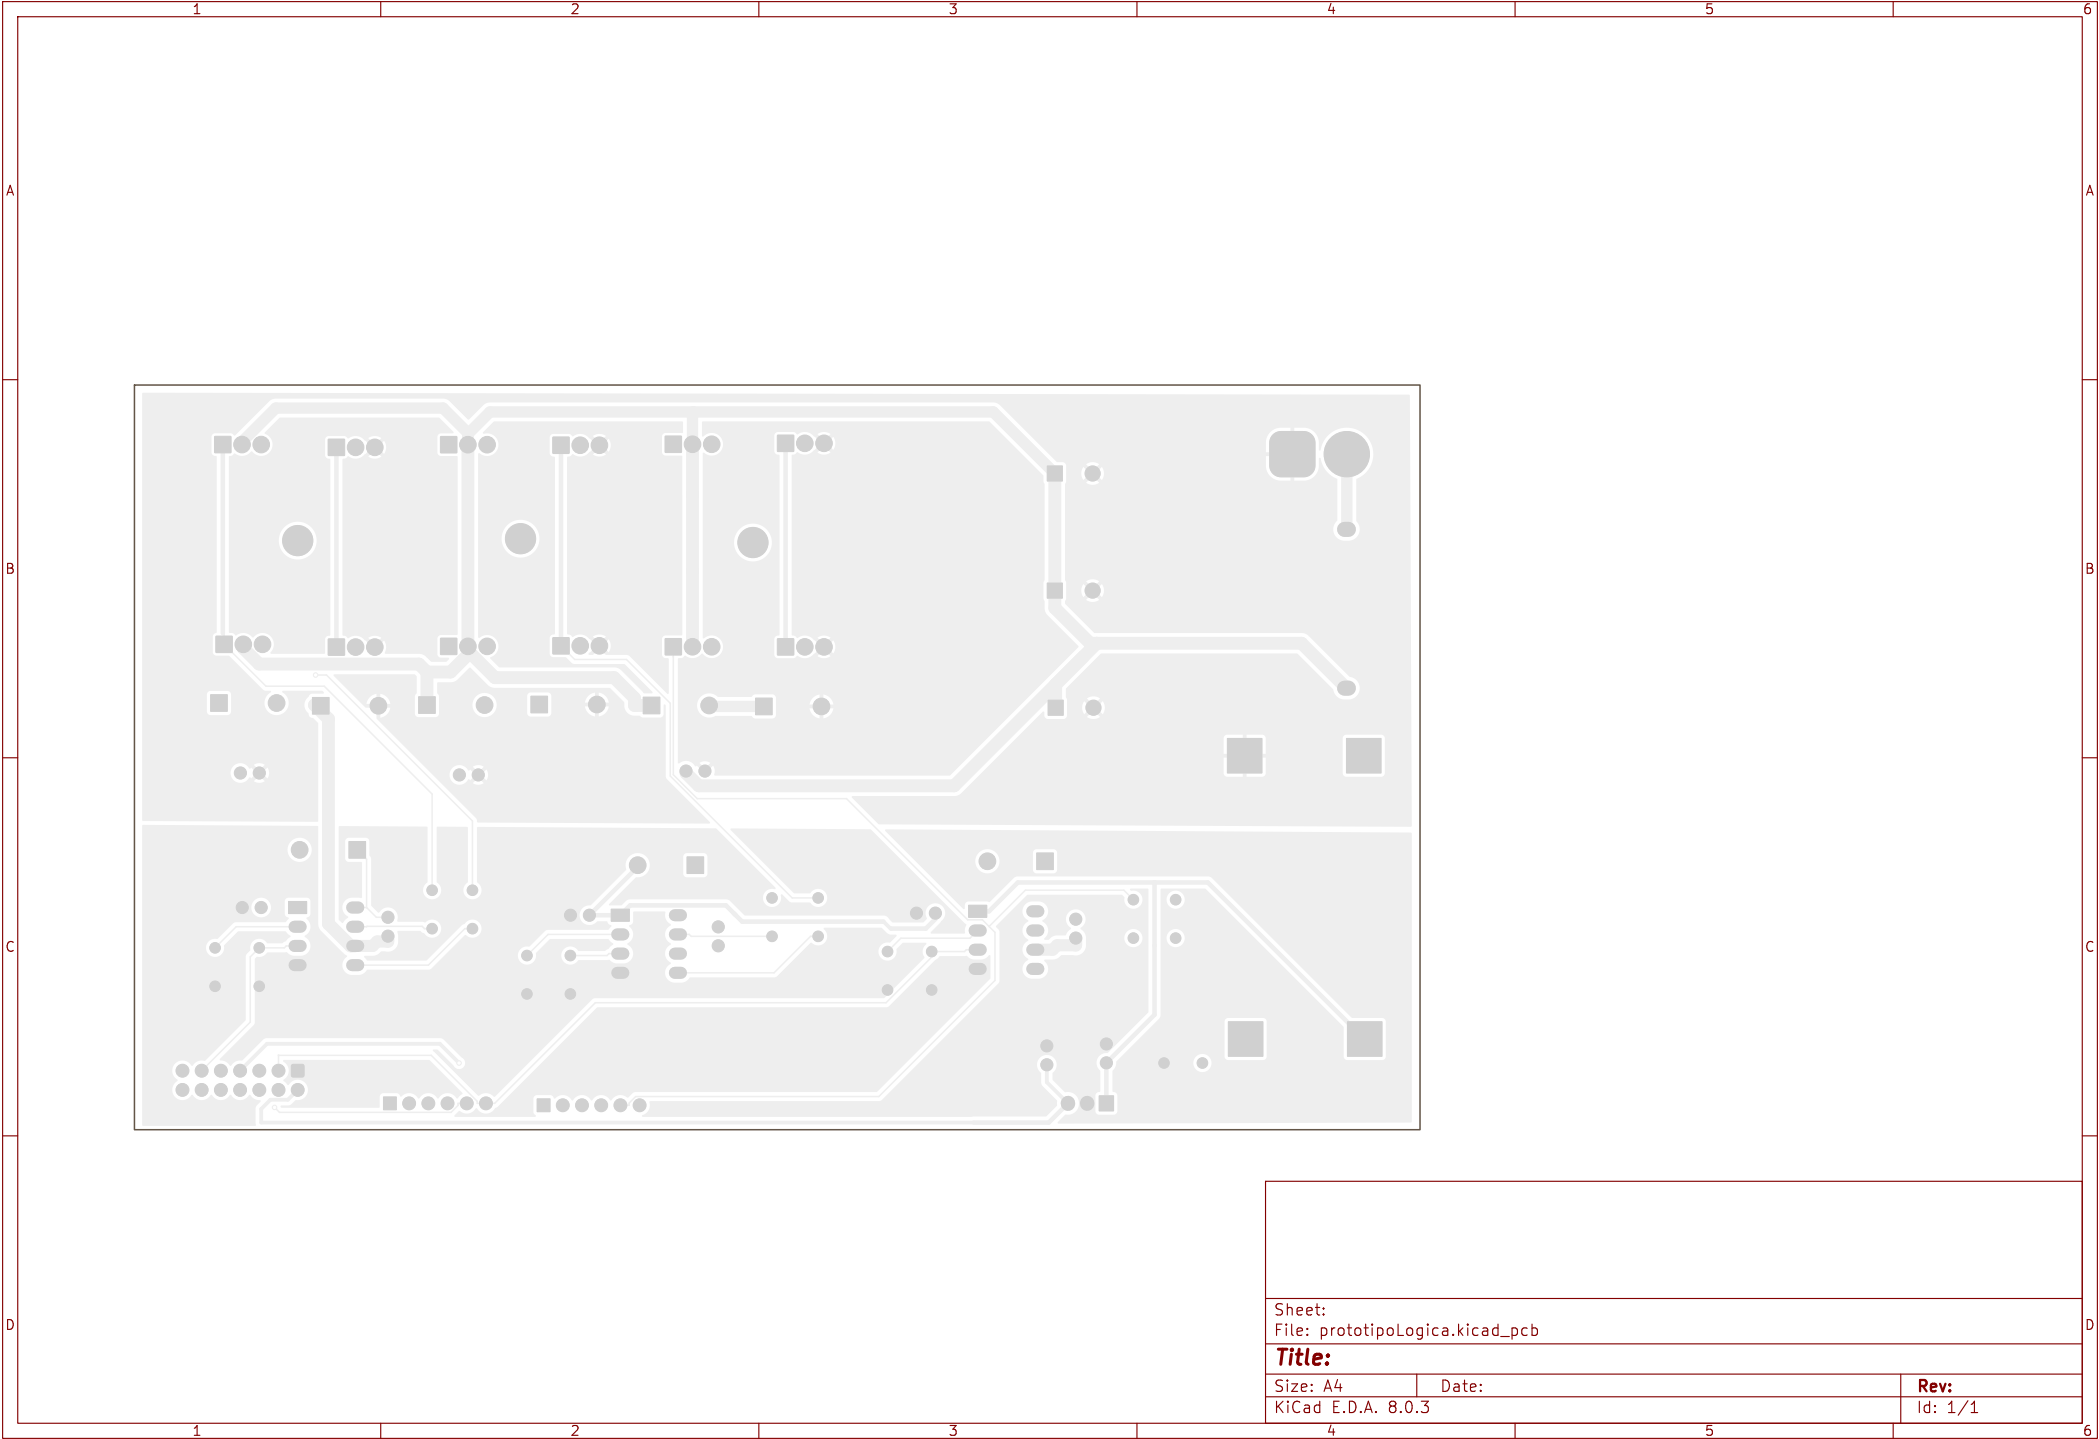 1 2 3 4 5 6
A A
B B
C C
Sheet:
File: prototipoLogica.kicad_pcb
D D
Title:
Size: A4 Date: Rev:
KiCad E.D.A. 8.0.3 Id: 1/1
1 2 3 4 5 6